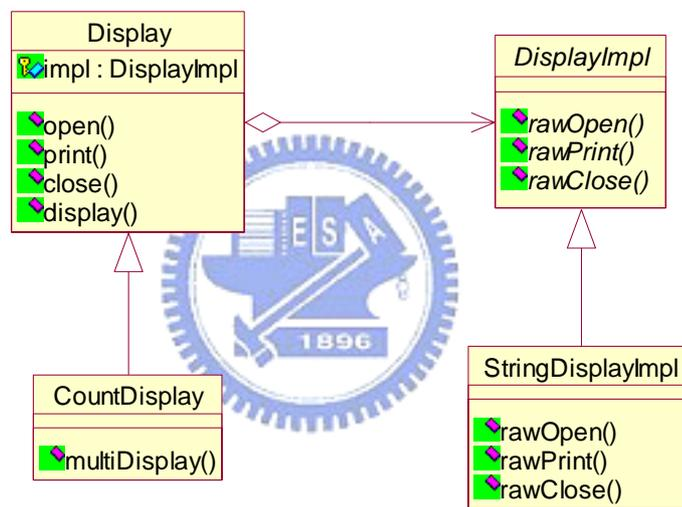 Display
impl : DisplayImpl
open()
print()
close()
display()
DisplayImpl
rawOpen()
rawPrint()
rawClose()
E S A
1896
CountDisplay
multiDisplay()
StringDisplayImpl
rawOpen()
rawPrint()
rawClose()